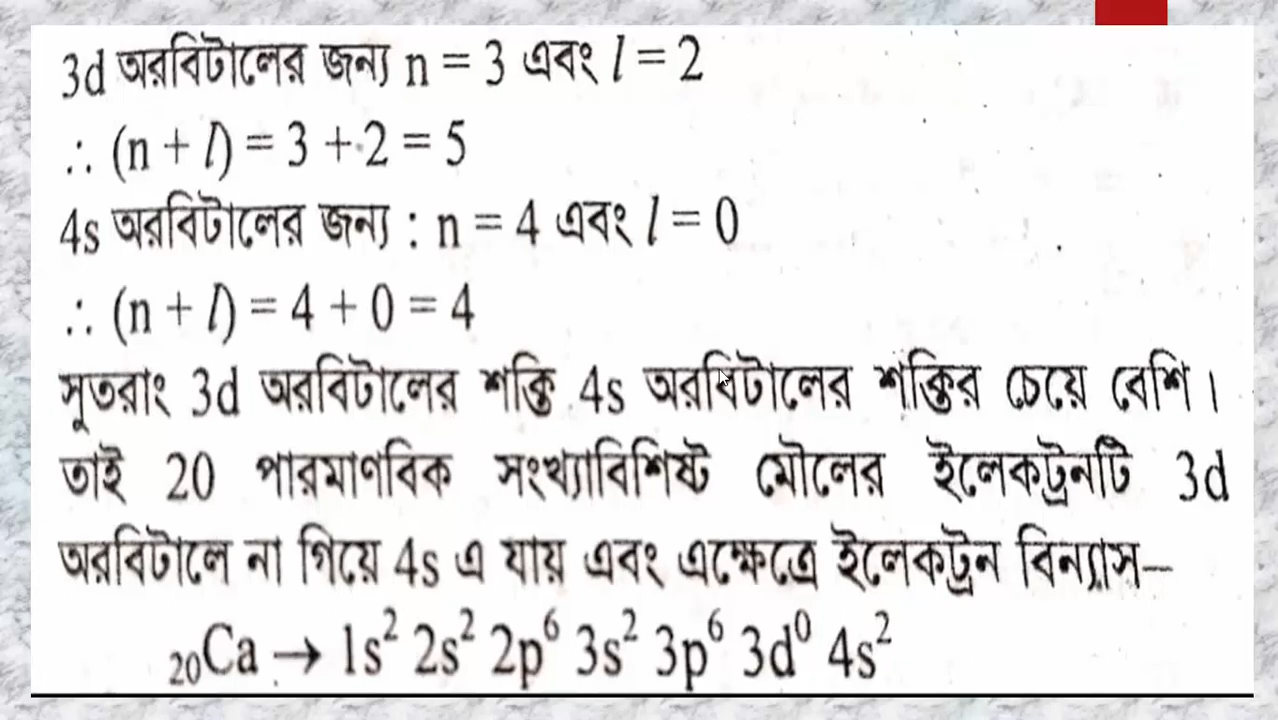 3d অরবিটালের জন্য n = 3 এবং l = 2
∴ (n + l) = 3 + 2 = 5
4s অরবিটালের জন্য : n = 4 এবং l = 0
∴ (n + l) = 4 + 0 = 4
সুতরাং 3d অরবিটালের শক্তি 4s অরবিটালের শক্তির চেয়ে বেশি।
তাই 20 পারমাণবিক সংখ্যাবিশিষ্ট মৌলের ইলেকট্রনটি 3d
অরবিটালে না গিয়ে 4s এ যায় এবং এক্ষেত্রে ইলেকট্রন বিন্যাস–
₂₀Ca → 1s² 2s² 2p⁶ 3s² 3p⁶ 3d⁰ 4s²